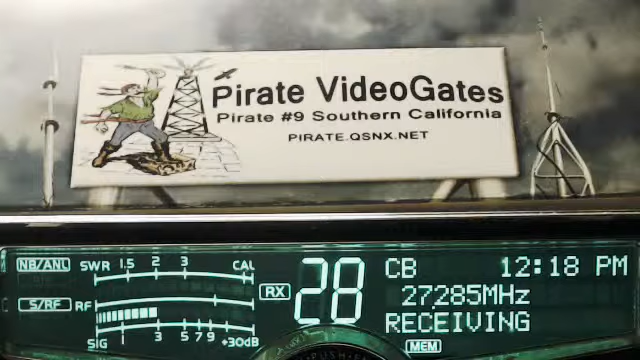 Pirate VideoGates
Pirate #9 Southern California
PIRATE.QSNX.NET
NB/ANL SWR 1.5 2 3 CAL
CB 12:18 PM
RX 28
27285MHz
S/RF RF
RECEIVING
SIG 1 3 5 7 9 +30dB
MEM
PUSH